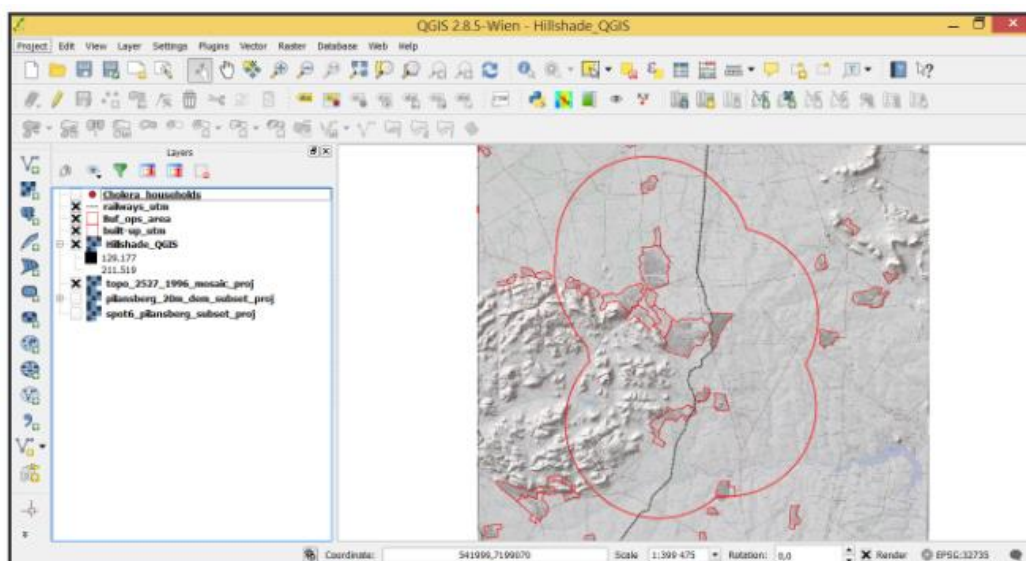 QGIS 2.8.5-Wien - Hillshade_QGIS
Project Edit View Layer Settings Plugins Vector Raster Database Web Help
Layers
Cholera_households
railways_utm
Buf_ops_area
built-up_utm
Hillshade_QGIS
129.177
211.519
topo_2527_1996_mosaic_proj
pilansberg_20m_dem_subset_proj
spot6_pilansberg_subset_proj
Coordinate: 541999,7199070 Scale 1:399 475 Rotation: 0,0 Render EPSG:32735